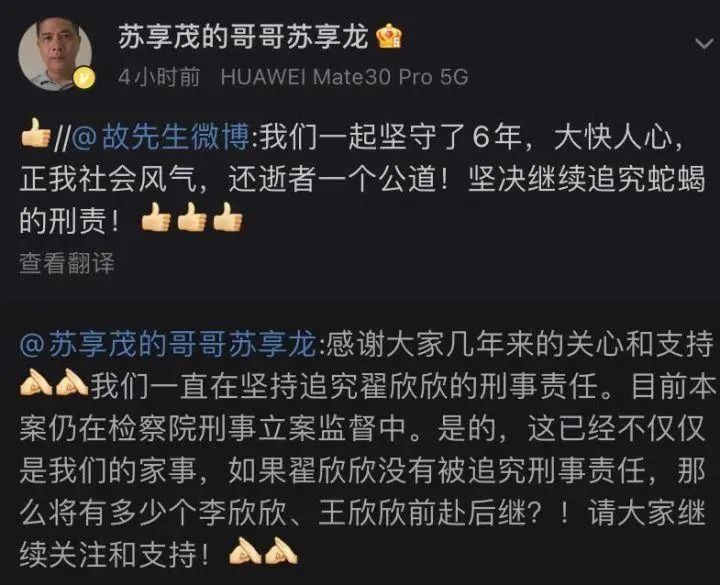 苏享茂的哥哥苏享龙
4小时前 HUAWEI Mate30 Pro 5G
👍//@故先生微博:我们一起坚守了6年，大快人心，
正我社会风气，还逝者一个公道！坚决继续追究蛇蝎
的刑责！👍👍👍
查看翻译
@苏享茂的哥哥苏享龙:感谢大家几年来的关心和支持
🙏🙏我们一直在坚持追究翟欣欣的刑事责任。目前本
案仍在检察院刑事立案监督中。是的，这已经不仅仅
是我们的家事，如果翟欣欣没有被追究刑事责任，那
么将有多少个李欣欣、王欣欣前赴后继？！请大家继
续关注和支持！🙏🙏